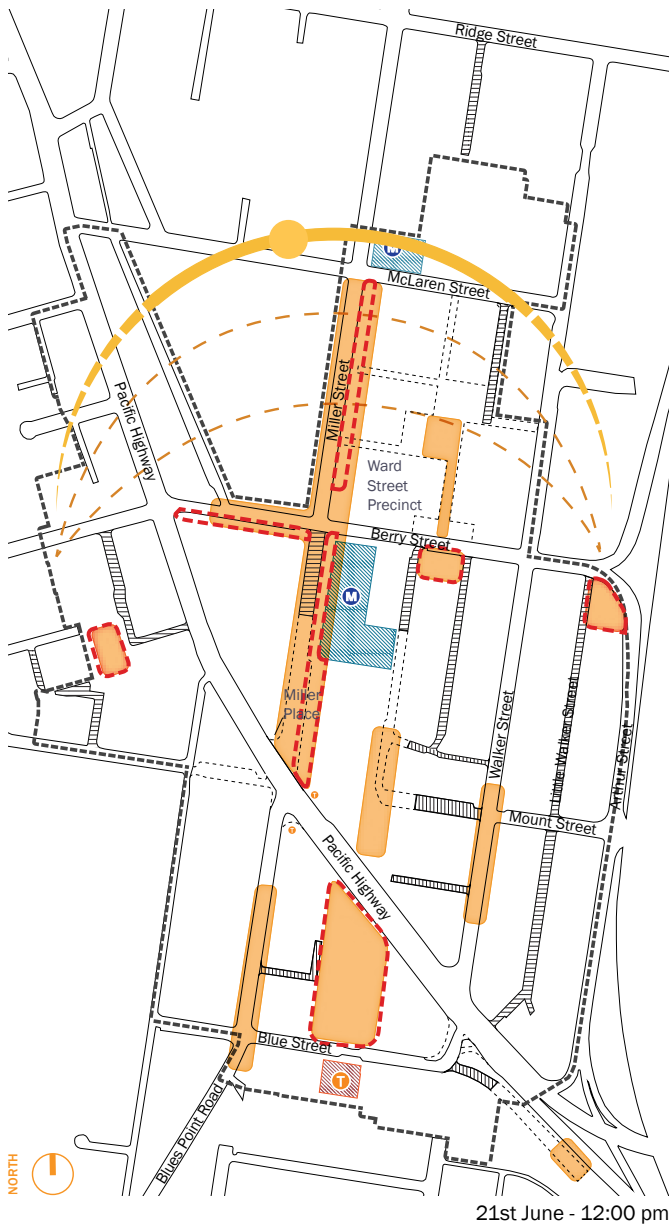 Ridge Street
M
McLaren Street
Miller Street
Pacific Highway
Ward
Street
Precinct
Berry Street
M
Miller
Place
Walker Street
Little Walker Street
Arthur Street
T
Mount Street
T
Pacific Highway
Blue Street
T
Blues Point Road
NORTH
21st June - 12:00 pm